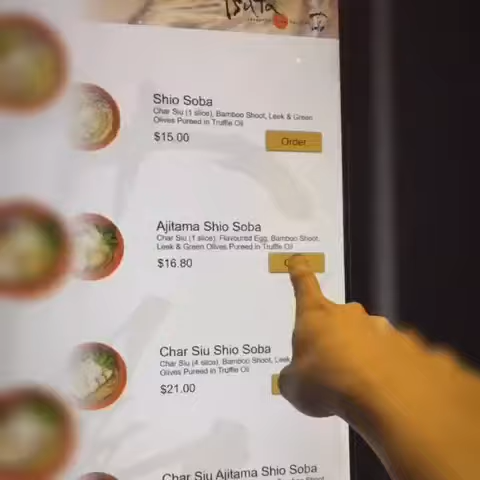 Tsuta
Shio Soba
Char Siu (1 slice), Bamboo Shoot, Leek & Green
Olives Pureed in Truffle Oil
$15.00
Order
Ajitama Shio Soba
Char Siu (1 slice), Flavoured Egg, Bamboo Shoot,
Leek & Green Olives Pureed in Truffle Oil
$16.80
Char Siu Shio Soba
Char Siu (4 slice), Bamboo Shoot, Leek
Olives Pureed in Truffle Oil
$21.00
Char Siu Ajitama Shio Soba